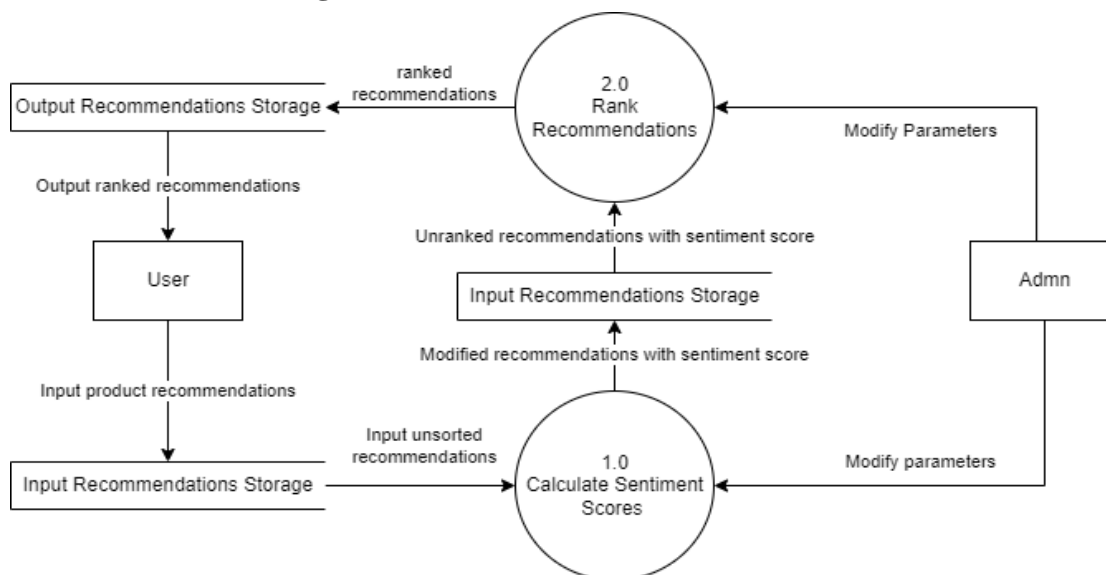 ranked
recommendations
2.0
Rank
Recommendations
Output Recommendations Storage
Modify Parameters
Output ranked recommendations
Unranked recommendations with sentiment score
User
Input Recommendations Storage
Admn
Modified recommendations with sentiment score
Input product recommendations
Input unsorted
recommendations
1.0
Calculate Sentiment
Scores
Modify parameters
Input Recommendations Storage